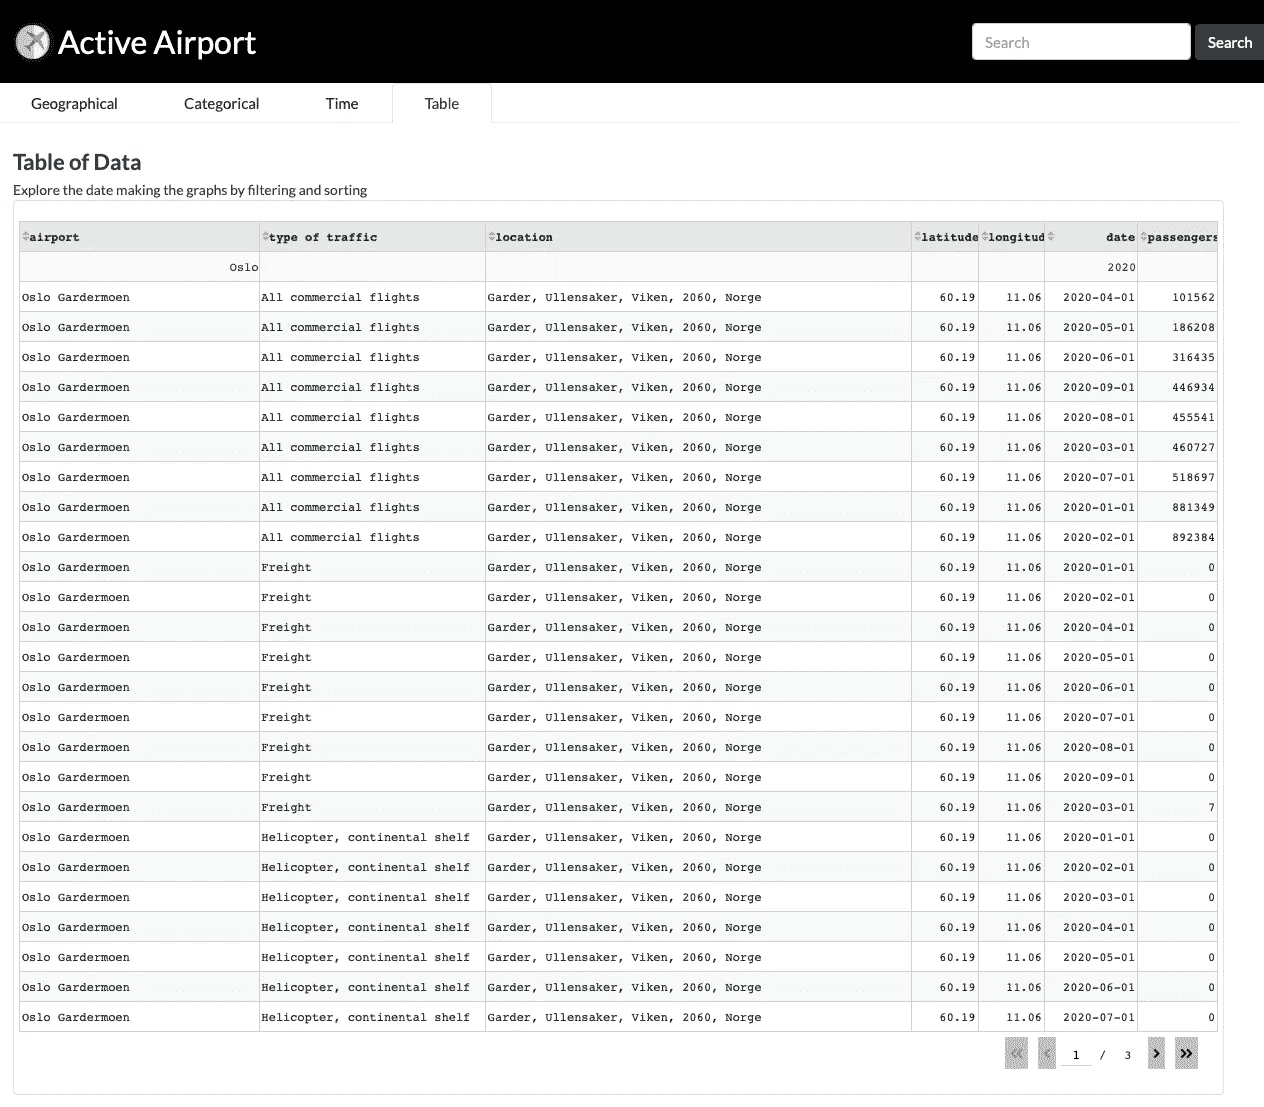 Active Airport
Search Search
Geographical Categorical Time Table
Table of Data
Explore the date making the graphs by filtering and sorting
airport type of traffic location latitude longitud date passengers
Oslo 2020
Oslo Gardermoen All commercial flights Garder, Ullensaker, Viken, 2060, Norge 60.19 11.06 2020-04-01 101562
Oslo Gardermoen All commercial flights Garder, Ullensaker, Viken, 2060, Norge 60.19 11.06 2020-05-01 186208
Oslo Gardermoen All commercial flights Garder, Ullensaker, Viken, 2060, Norge 60.19 11.06 2020-06-01 316435
Oslo Gardermoen All commercial flights Garder, Ullensaker, Viken, 2060, Norge 60.19 11.06 2020-09-01 446934
Oslo Gardermoen All commercial flights Garder, Ullensaker, Viken, 2060, Norge 60.19 11.06 2020-08-01 455541
Oslo Gardermoen All commercial flights Garder, Ullensaker, Viken, 2060, Norge 60.19 11.06 2020-03-01 460727
Oslo Gardermoen All commercial flights Garder, Ullensaker, Viken, 2060, Norge 60.19 11.06 2020-07-01 518697
Oslo Gardermoen All commercial flights Garder, Ullensaker, Viken, 2060, Norge 60.19 11.06 2020-01-01 881349
Oslo Gardermoen All commercial flights Garder, Ullensaker, Viken, 2060, Norge 60.19 11.06 2020-02-01 892384
Oslo Gardermoen Freight Garder, Ullensaker, Viken, 2060, Norge 60.19 11.06 2020-01-01 0
Oslo Gardermoen Freight Garder, Ullensaker, Viken, 2060, Norge 60.19 11.06 2020-02-01 0
Oslo Gardermoen Freight Garder, Ullensaker, Viken, 2060, Norge 60.19 11.06 2020-04-01 0
Oslo Gardermoen Freight Garder, Ullensaker, Viken, 2060, Norge 60.19 11.06 2020-05-01 0
Oslo Gardermoen Freight Garder, Ullensaker, Viken, 2060, Norge 60.19 11.06 2020-06-01 0
Oslo Gardermoen Freight Garder, Ullensaker, Viken, 2060, Norge 60.19 11.06 2020-07-01 0
Oslo Gardermoen Freight Garder, Ullensaker, Viken, 2060, Norge 60.19 11.06 2020-08-01 0
Oslo Gardermoen Freight Garder, Ullensaker, Viken, 2060, Norge 60.19 11.06 2020-09-01 0
Oslo Gardermoen Freight Garder, Ullensaker, Viken, 2060, Norge 60.19 11.06 2020-03-01 7
Oslo Gardermoen Helicopter, continental shelf Garder, Ullensaker, Viken, 2060, Norge 60.19 11.06 2020-01-01 0
Oslo Gardermoen Helicopter, continental shelf Garder, Ullensaker, Viken, 2060, Norge 60.19 11.06 2020-02-01 0
Oslo Gardermoen Helicopter, continental shelf Garder, Ullensaker, Viken, 2060, Norge 60.19 11.06 2020-03-01 0
Oslo Gardermoen Helicopter, continental shelf Garder, Ullensaker, Viken, 2060, Norge 60.19 11.06 2020-04-01 0
Oslo Gardermoen Helicopter, continental shelf Garder, Ullensaker, Viken, 2060, Norge 60.19 11.06 2020-05-01 0
Oslo Gardermoen Helicopter, continental shelf Garder, Ullensaker, Viken, 2060, Norge 60.19 11.06 2020-06-01 0
Oslo Gardermoen Helicopter, continental shelf Garder, Ullensaker, Viken, 2060, Norge 60.19 11.06 2020-07-01 0
« ‹ 1 / 3 › »